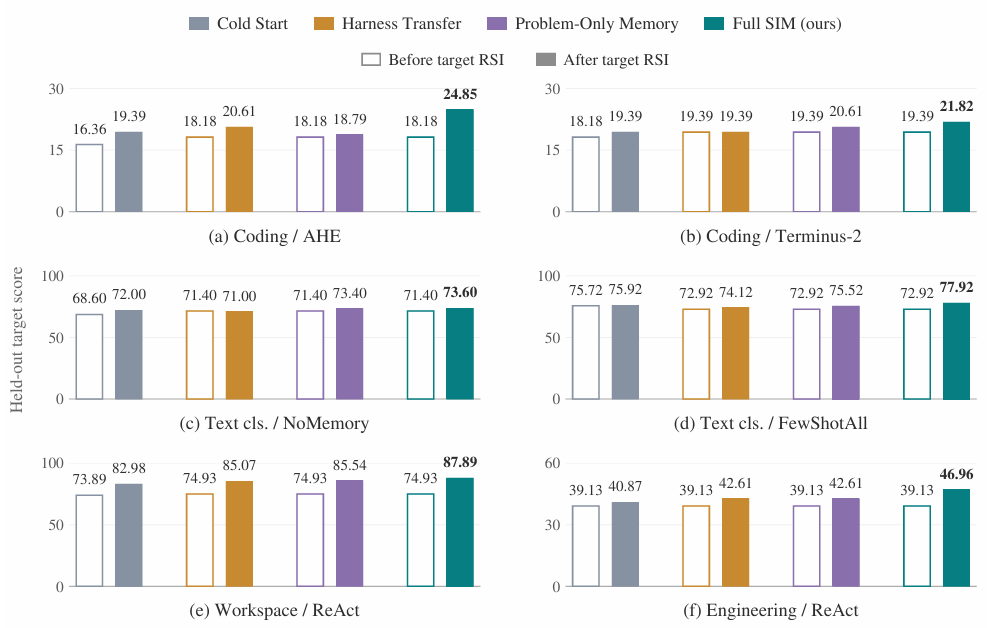 Cold Start Harness Transfer Problem-Only Memory Full SIM (ours)
Before target RSI After target RSI
Held-out target score
30
15
0
16.36 19.39 18.18 20.61 18.18 18.79 18.18 24.85
(a) Coding / AHE
30
15
0
18.18 19.39 19.39 19.39 19.39 20.61 19.39 21.82
(b) Coding / Terminus-2
100
50
0
68.60 72.00 71.40 71.00 71.40 73.40 71.40 73.60
(c) Text cls. / NoMemory
100
50
0
75.72 75.92 72.92 74.12 72.92 75.52 72.92 77.92
(d) Text cls. / FewShotAll
100
50
0
73.89 82.98 74.93 85.07 74.93 85.54 74.93 87.89
(e) Workspace / ReAct
60
30
0
39.13 40.87 39.13 42.61 39.13 42.61 39.13 46.96
(f) Engineering / ReAct